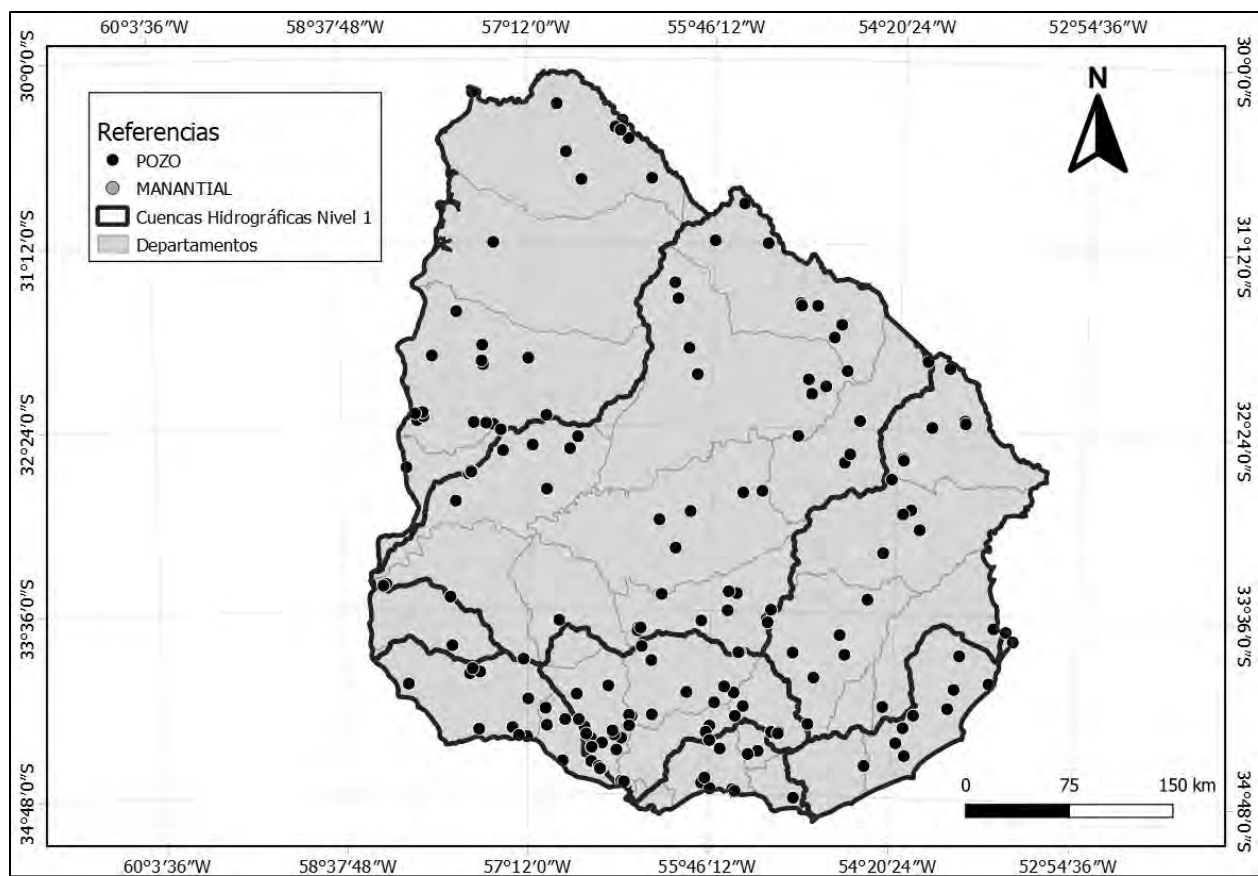 60°3′36″W 58°37′48″W 57°12′0″W 55°46′12″W 54°20′24″W 52°54′36″W
30°0′0″S
30°0′0″S
N
Referencias
POZO
MANANTIAL
Cuencas Hidrográficas Nivel 1
Departamentos
31°12′0″S
31°12′0″S
32°24′0″S
32°24′0″S
33°36′0″S
33°36′0″S
0 75 150 km
34°48′0″S
34°48′0″S
60°3′36″W 58°37′48″W 57°12′0″W 55°46′12″W 54°20′24″W 52°54′36″W